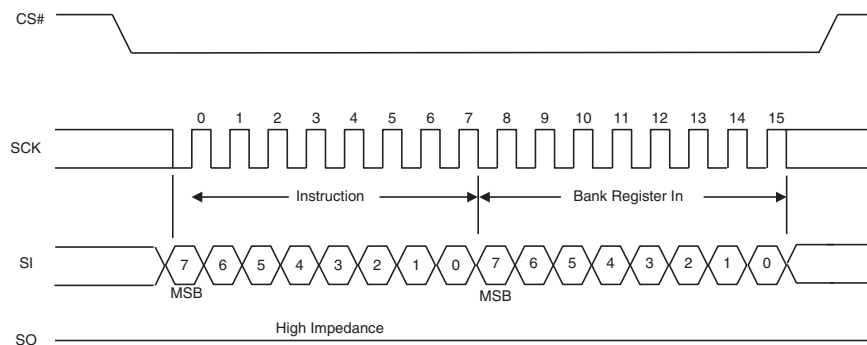 CS#
0 1 2 3 4 5 6 7 8 9 10 11 12 13 14 15
SCK
Instruction Bank Register In
SI 7 6 5 4 3 2 1 0 7 6 5 4 3 2 1 0
MSB MSB
High Impedance
SO